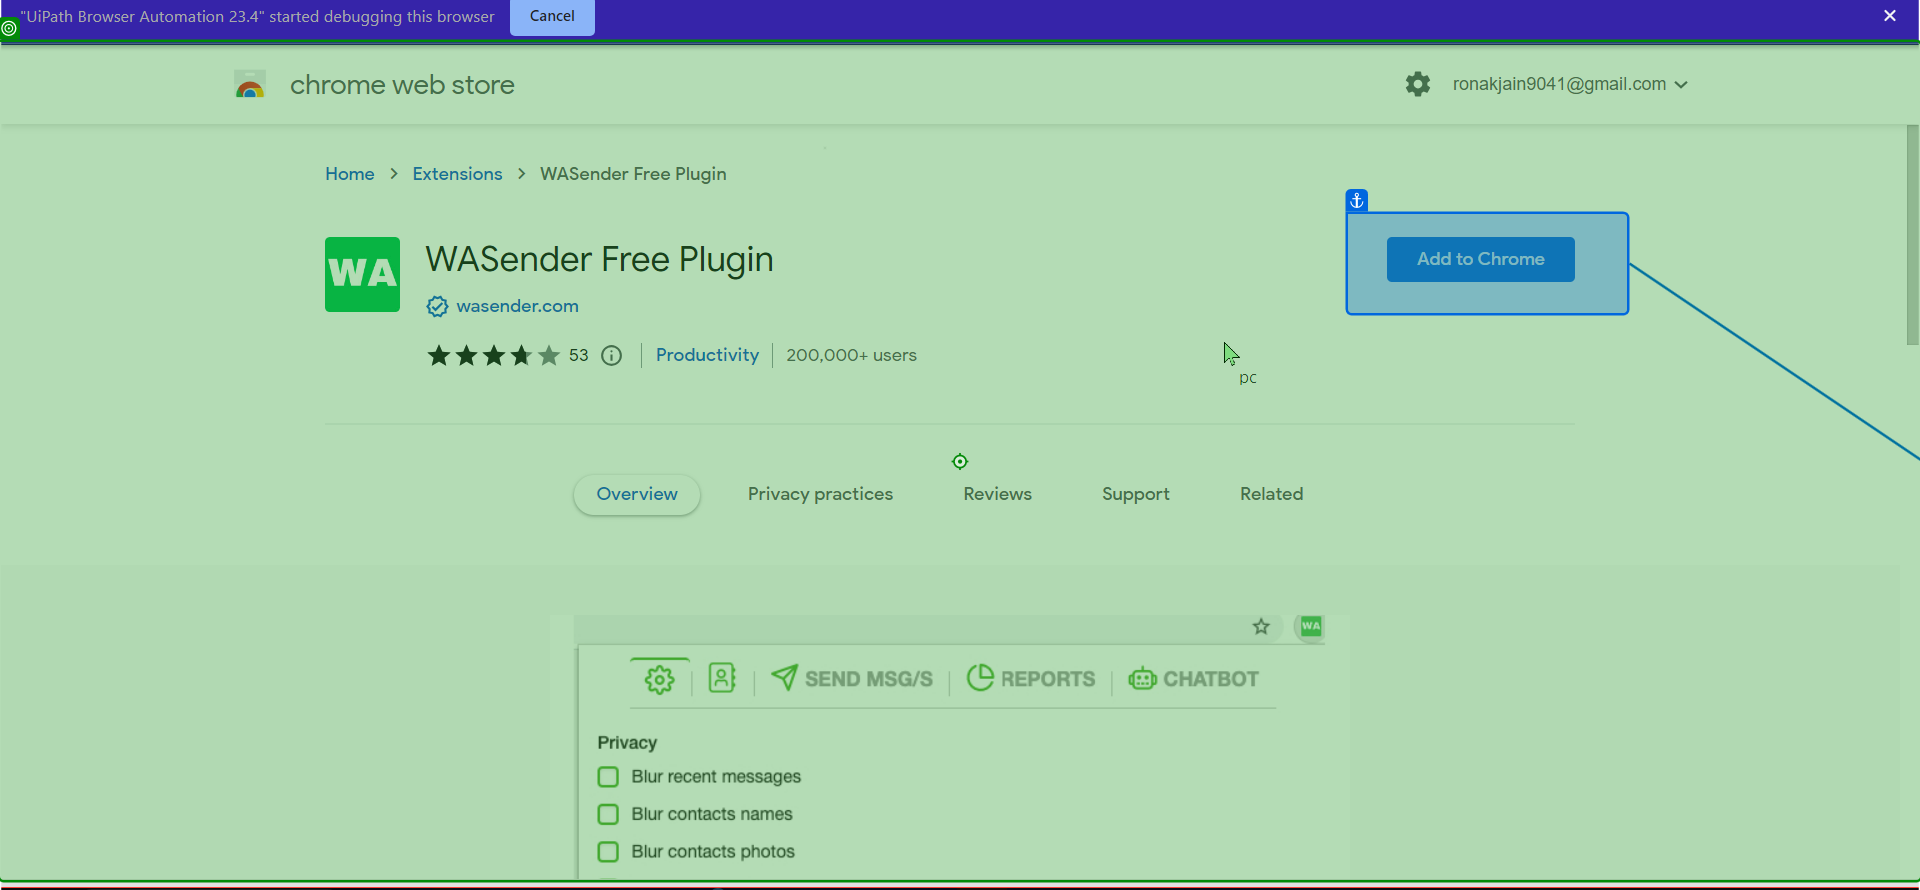 "UiPath Browser Automation 23.4" started debugging this browser Cancel
chrome web store
ronakjain9041@gmail.com
Home > Extensions > WASender Free Plugin
WA
WASender Free Plugin
wasender.com
53 Productivity 200,000+ users
Add to Chrome
pc
Overview Privacy practices Reviews Support Related
WA
SEND MSG/S REPORTS CHATBOT
Privacy
Blur recent messages
Blur contacts names
Blur contacts photos